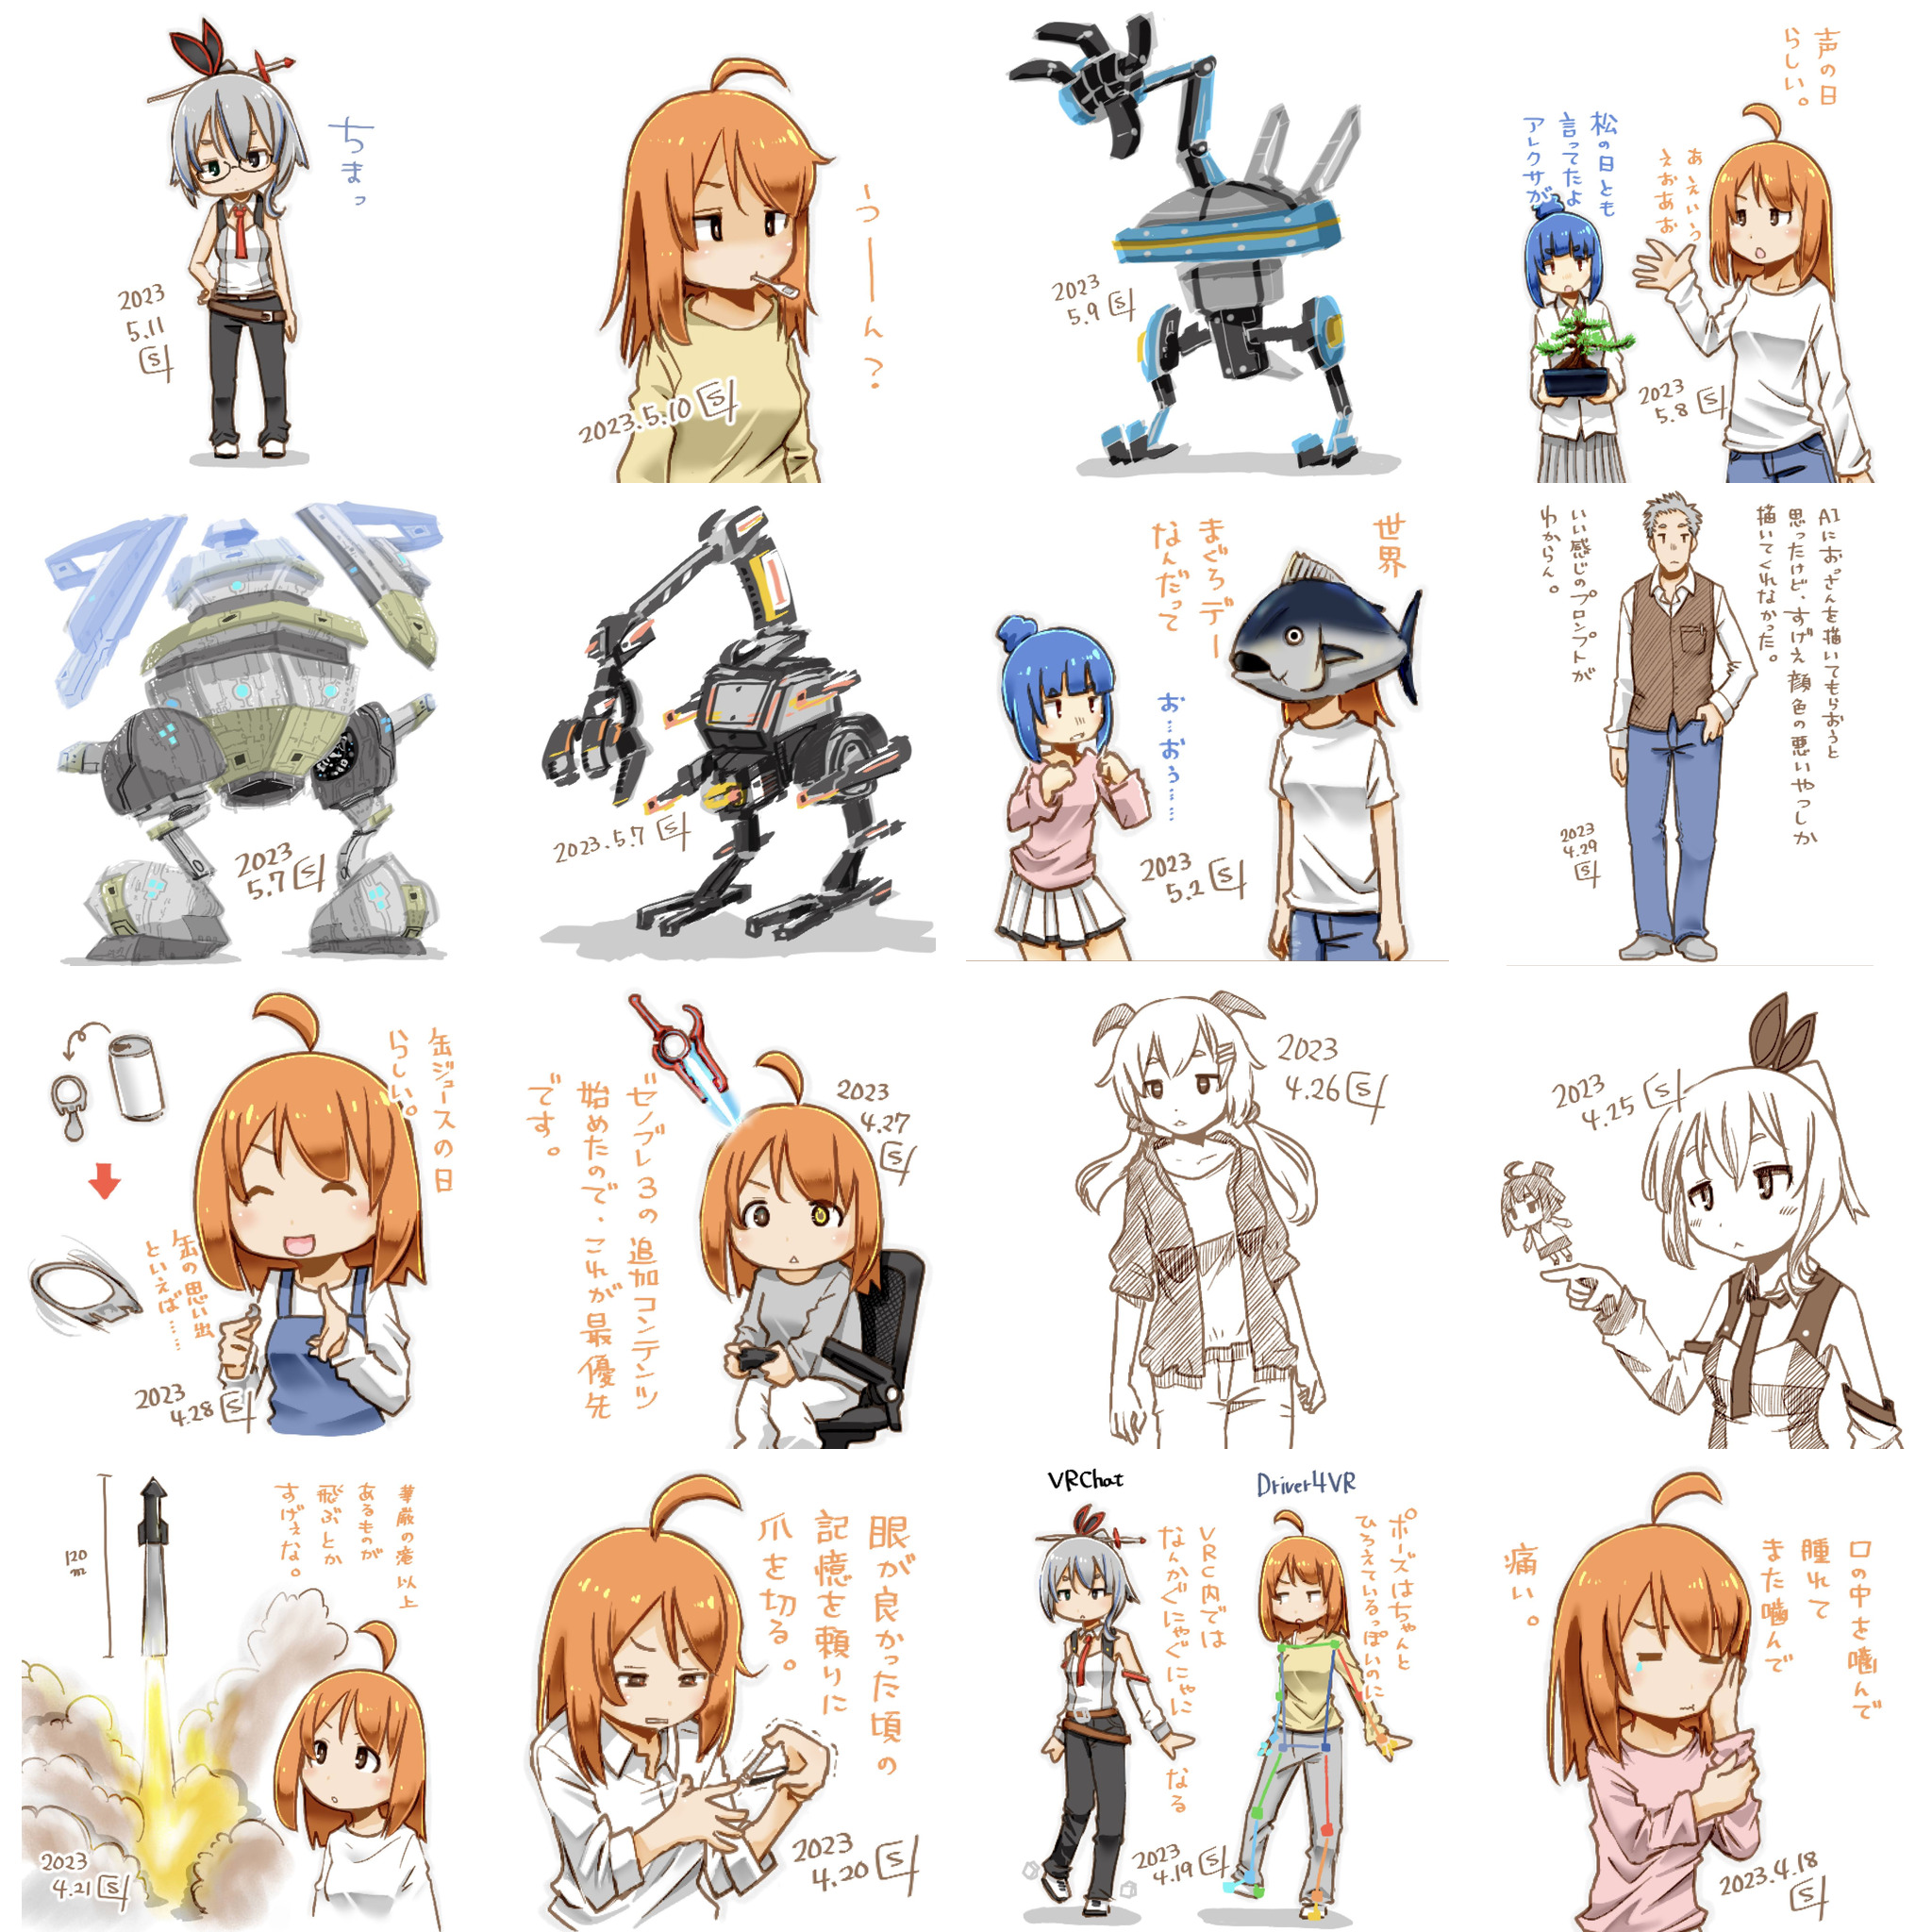 ちまっ
2023
5.11
S
うーーん？
2023.5.10 S
2023
5.9 S
声の日
らしい。
あえいう
えおあお
松の日とも
言ってたよ
アレクサが
2023
5.8 S
2023
5.7 S
2023.5.7 S
世界
まぐろデー
なんだって
お…おぅ……
2023
5.2 S
AIにおっさんを描いてもらおうと
思ったけど、すげえ顔色の悪いやつしか
描いてくれなかった。
いい感じのプロンプトが
わからん。
2023
4.29
S
缶ジュースの日
らしい。
缶の思い出
といえば……
2023
4.28 S
ゼノブレ3の追加コンテンツ
始めたので、これが最優先
です。
2023
4.27
S
2023
4.26 S
2023
4.25 S
120
m
華厳の滝以上
あるものが
飛ぶとか
すげぇな。
2023
4.21 S
眼が良かった頃の
記憶を頼りに
爪を切る。
2023
4.20 S
VRChat
Driver4VR
ポーズはちゃんと
ひろえているっぽいのに
VRC内では
なんかぐにゃぐにゃになる
2023
4.19 S
口の中を噛んで
腫れて
また噛んで
痛い。
2023.4.18
S